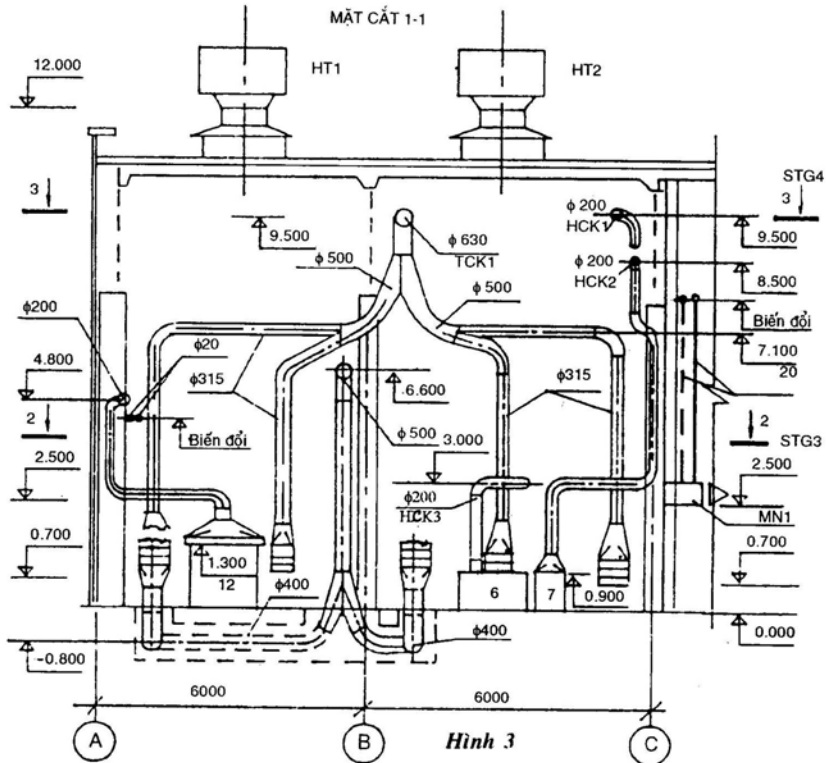 MẶT CẮT 1-1
HT1
HT2
12.000
3
STG4
3
ϕ 200
HCK1
9.500
ϕ 630
TCK1
9.500
ϕ 500
ϕ 200
HCK2
8.500
ϕ 500
ϕ200
Biến đổi
ϕ20
4.800
7.100
20
ϕ315
6.600
ϕ315
2
Biến đổi
ϕ 500
3.000
2
STG3
2.500
2.500
ϕ200
HCK3
MN1
0.700
1.300
12
0.700
ϕ400
6
7
0.900
ϕ400
0.000
-0.800
6000
6000
A
B
Hình 3
C